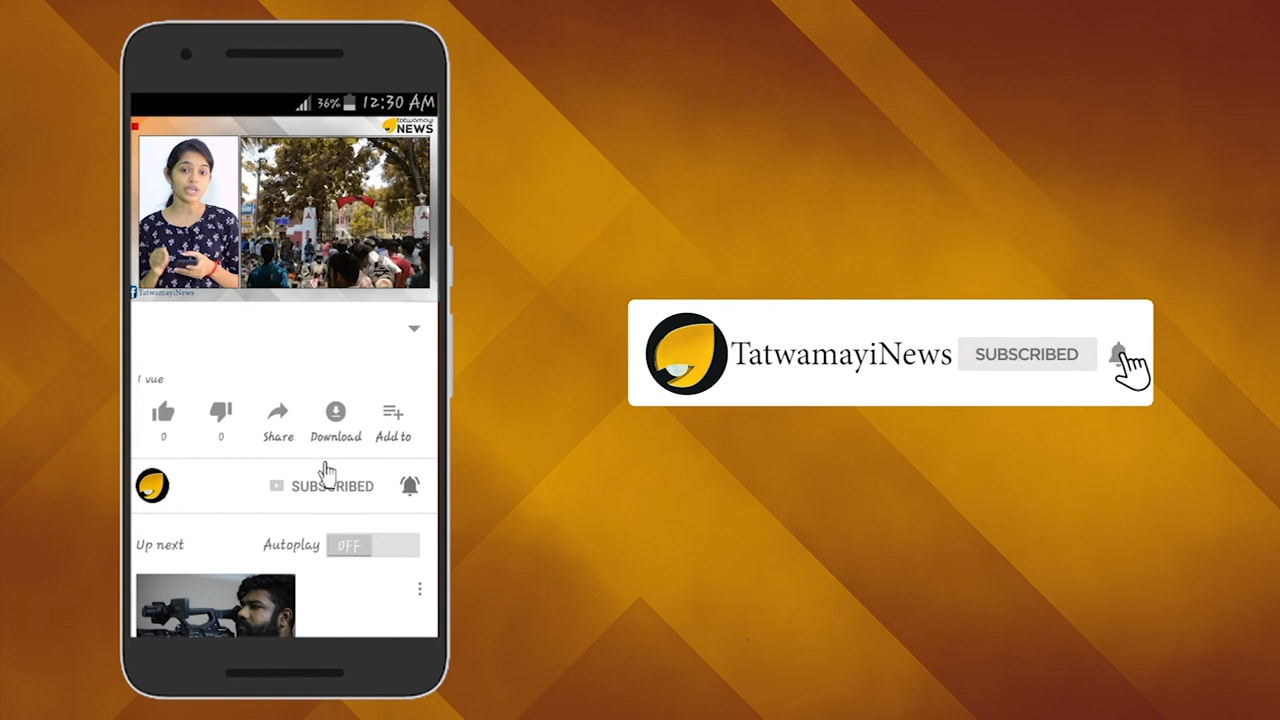 36% 12:30 AM
tatwamayi
NEWS
TatwamayiNews
1 vue
0 0 Share Download Add to
SUBSCRIBED
Up next Autoplay OFF
TatwamayiNews SUBSCRIBED